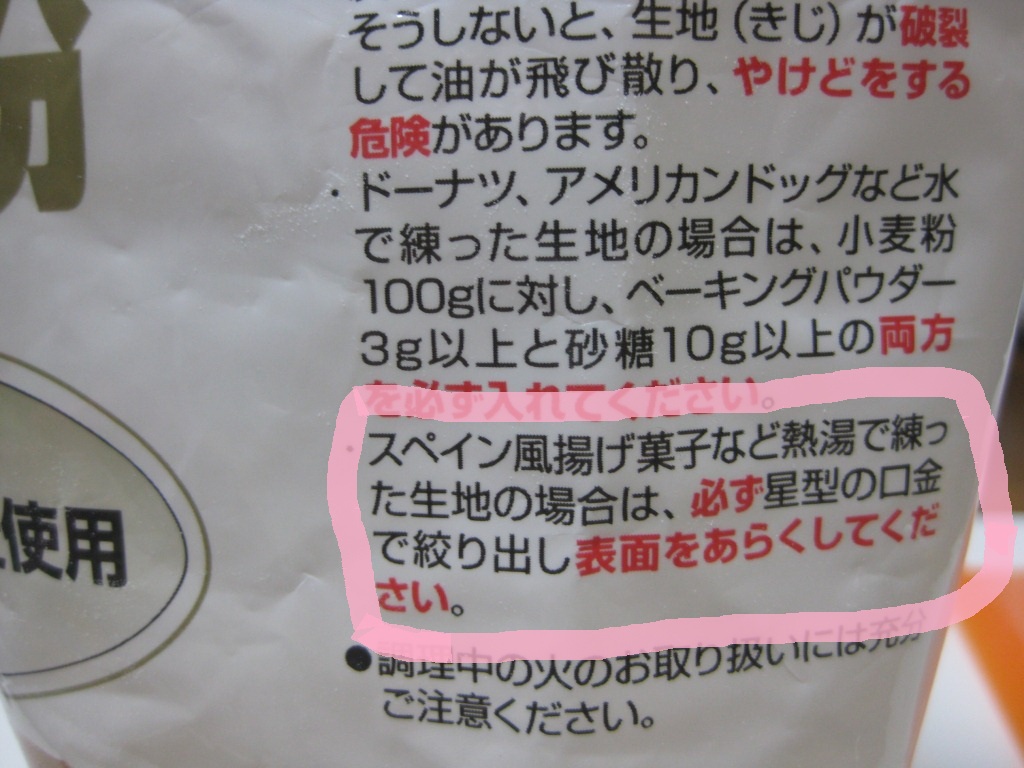 そうしないと、生地（きじ）が破裂
して油が飛び散り、やけどをする
危険があります。
・ドーナツ、アメリカンドッグなど水
で練った生地の場合は、小麦粉
100gに対し、ベーキングパウダー
3g以上と砂糖10g以上の両方
を必ず入れてください。
・スペイン風揚げ菓子など熱湯で練っ
た生地の場合は、必ず星型の口金
で絞り出し表面をあらくしてくだ
さい。
●調理中の火のお取り扱いには充分
ご注意ください。
粉
使用